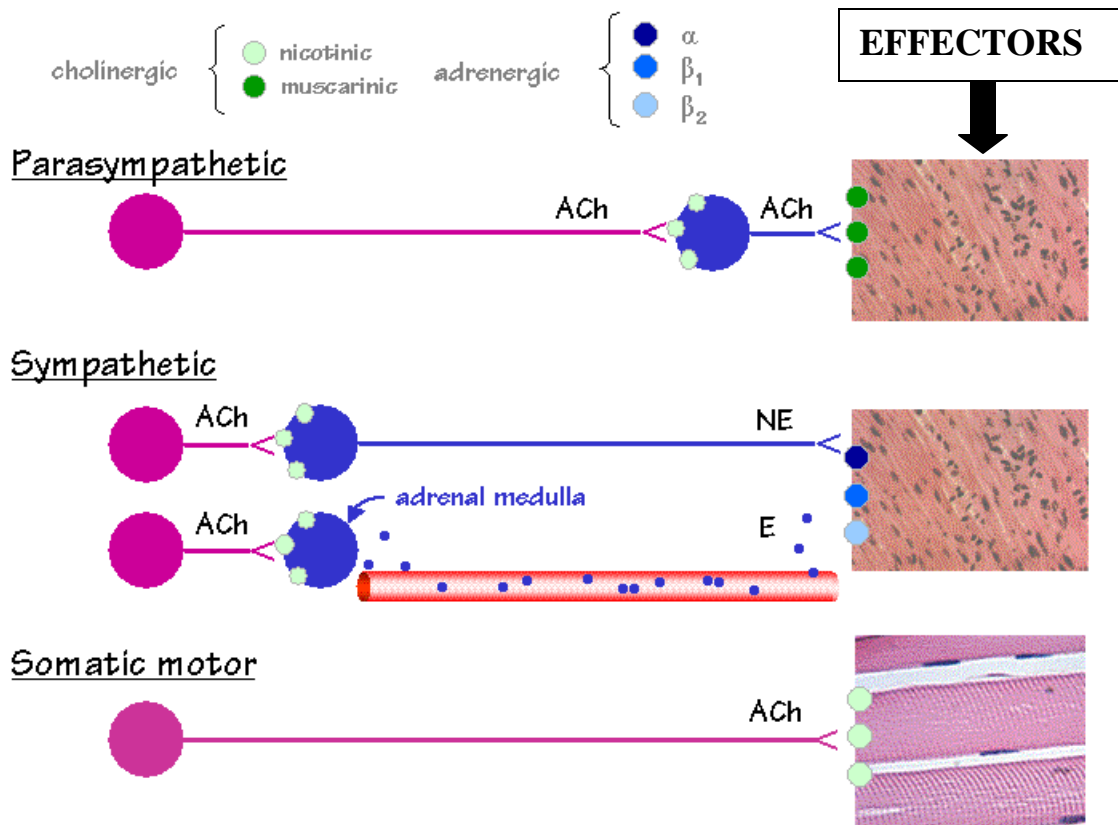 cholinergic
nicotinic
muscarinic
adrenergic
α
β1
β2
EFFECTORS
Parasympathetic
ACh
ACh
Sympathetic
ACh
NE
adrenal medulla
ACh
E
Somatic motor
ACh